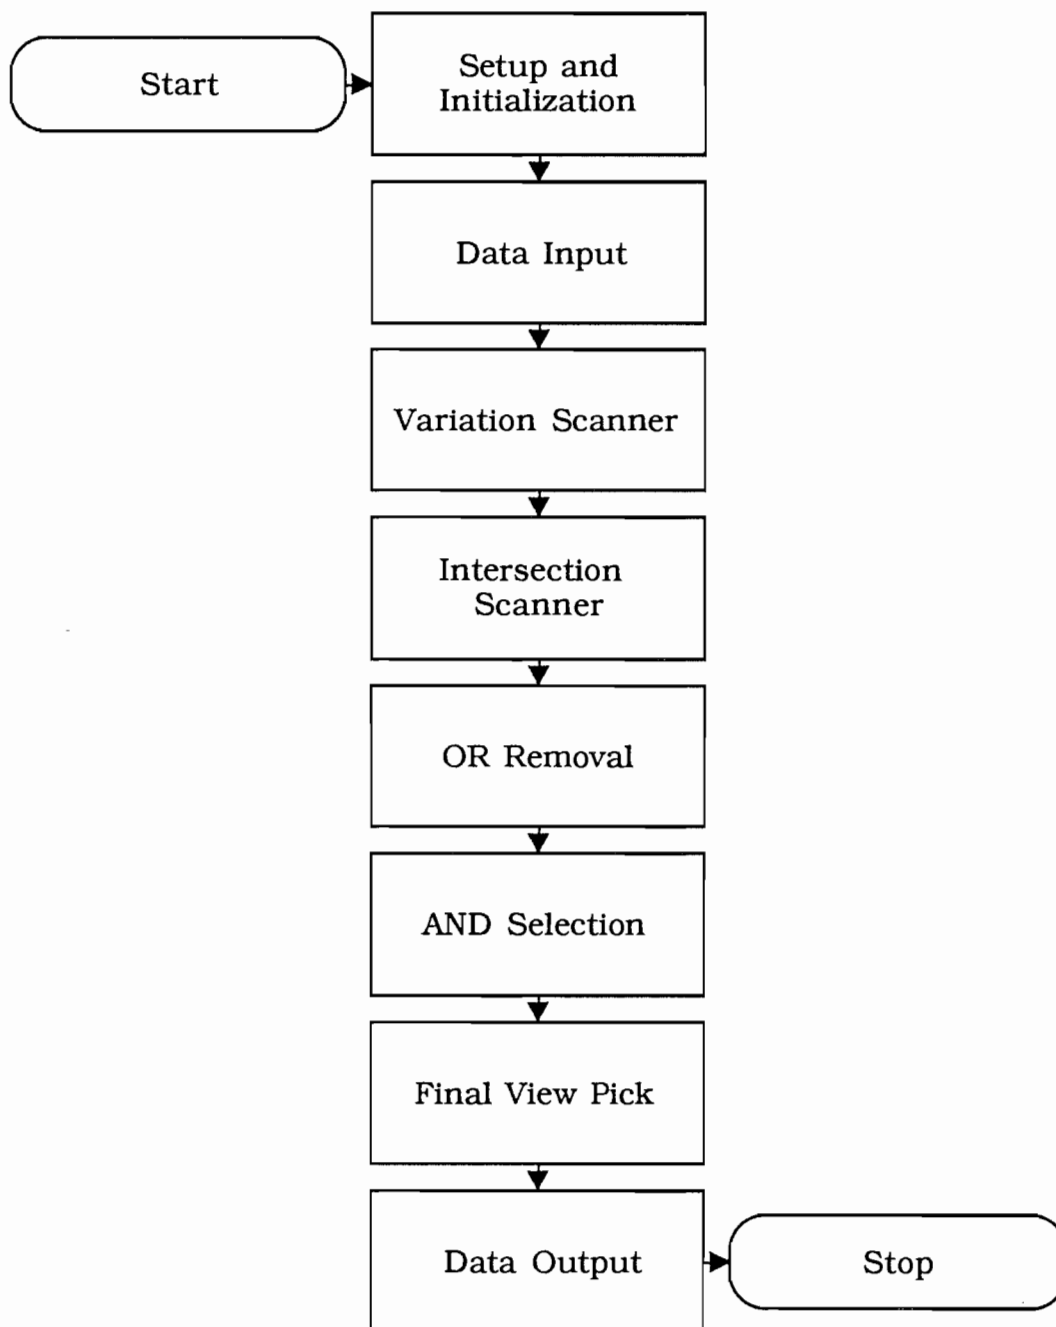 Start
Setup and
Initialization
Data Input
Variation Scanner
Intersection
Scanner
OR Removal
AND Selection
Final View Pick
Data Output
Stop